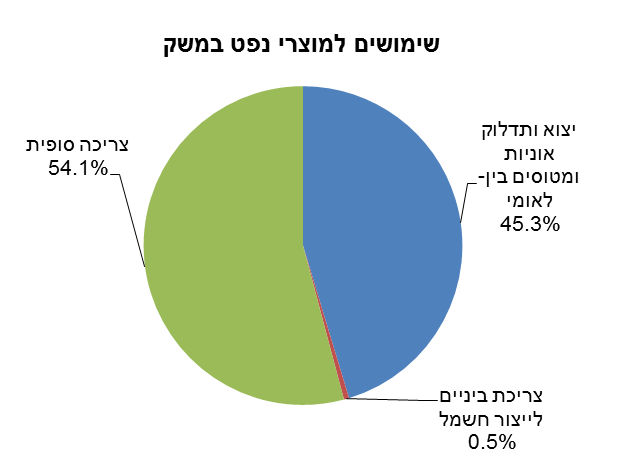 שימושים למוצרי נפט במשק
יצוא ותדלוק
אוניות
ומטוסים בין-
לאומי
45.3%
צריכה סופית
54.1%
צריכת ביניים
לייצור חשמל
0.5%